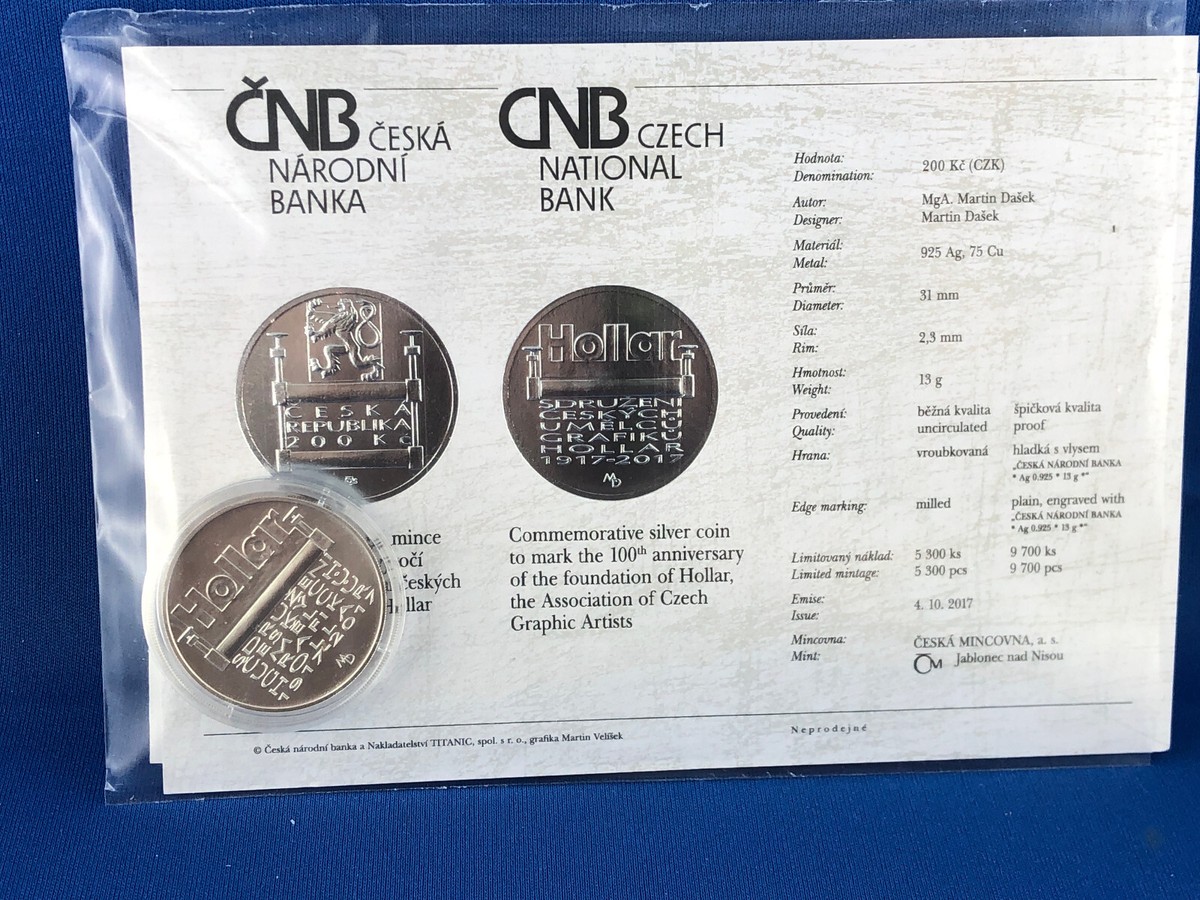 ČNB ČESKÁ
NÁRODNÍ
BANKA
CNB CZECH
NATIONAL
BANK
ČESKÁ
REPUBLIKA
200 Kč
Hollar
SDRUŽENÍ
ČESKÝCH
UMĚLCŮ
GRAFIKŮ
HOLLAR
1917-2017
MD
Hollar
MD
mince
očí
českých
llar
Commemorative silver coin
to mark the 100th anniversary
of the foundation of Hollar,
the Association of Czech
Graphic Artists
Hodnota:
Denomination: 200 Kč (CZK)
Autor: MgA. Martin Dašek
Designer: Martin Dašek
Materiál:
Metal: 925 Ag, 75 Cu
Průměr:
Diameter: 31 mm
Síla:
Rim: 2,3 mm
Hmotnost:
Weight: 13 g
Provedení: běžná kvalita špičková kvalita
Quality: uncirculated proof
Hrana: vroubkovaná hladká s vlysem
„ČESKÁ NÁRODNÍ BANKA
* Ag 0.925 * 13 g *“
Edge marking: milled plain, engraved with
„ČESKÁ NÁRODNÍ BANKA
* Ag 0.925 * 13 g *“
Limitovaný náklad: 5 300 ks 9 700 ks
Limited mintage: 5 300 pcs 9 700 pcs
Emise:
Issue: 4. 10. 2017
Mincovna: ČESKÁ MINCOVNA, a. s.
Mint: ČM Jablonec nad Nisou
© Česká národní banka a Nakladatelství TITANIC, spol. s r. o., grafika Martin Velíšek
Neprodejné